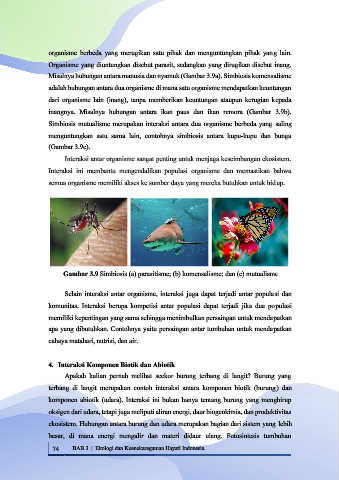 organisme berbeda yang merugikan satu pihak dan menguntungkan pihak yang lain.
Organisme yang diuntungkan disebut parasit, sedangkan yang dirugikan disebut inang.
Misalnya hubungan antara manusia dan nyamuk (Gambar 3.9a). Simbiosis komensalisme
adalah hubungan antara dua organisme di mana satu organisme mendapatkan keuntungan
dari organisme lain (inang), tanpa memberikan keuntungan ataupun kerugian kepada
inangnya. Misalnya hubungan antara ikan paus dan ikan remora (Gambar 3.9b).
Simbiosis mutualisme merupakan interaksi antara dua organisme berbeda yang saling
menguntungkan satu sama lain, contohnya simbiosis antara kupu-kupu dan bunga
(Gambar 3.9c).
Interaksi antar organisme sangat penting untuk menjaga keseimbangan ekosistem.
Interaksi ini membantu mengendalikan populasi organisme dan memastikan bahwa
semua organisme memiliki akses ke sumber daya yang mereka butuhkan untuk hidup.
Gambar 3.9 Simbiosis (a) parasitisme; (b) komensalisme; dan (c) mutualisme
Selain interaksi antar organisme, interaksi juga dapat terjadi antar populasi dan
komunitas. Interaksi berupa kompetisi antar populasi dapat terjadi jika dua populasi
memiliki kepentingan yang sama sehingga menimbulkan persaingan untuk mendapatkan
apa yang dibutuhkan. Contohnya yaitu persaingan antar tumbuhan untuk mendapatkan
cahaya matahari, nutrisi, dan air.
4. Interaksi Komponen Biotik dan Abiotik
Apakah kalian pernah melihat seekor burung terbang di langit? Burung yang
terbang di langit merupakan contoh interaksi antara komponen biotik (burung) dan
komponen abiotik (udara). Interaksi ini bukan hanya tentang burung yang menghirup
oksigen dari udara, tetapi juga meliputi aliran energi, daur biogeokimia, dan produktivitas
ekosistem. Hubungan antara burung dan udara merupakan bagian dari sistem yang lebih
besar, di mana energi mengalir dan materi didaur ulang. Fotosintesis tumbuhan
74 BAB 3 | Ekologi dan Keanekaragaman Hayati Indonesia